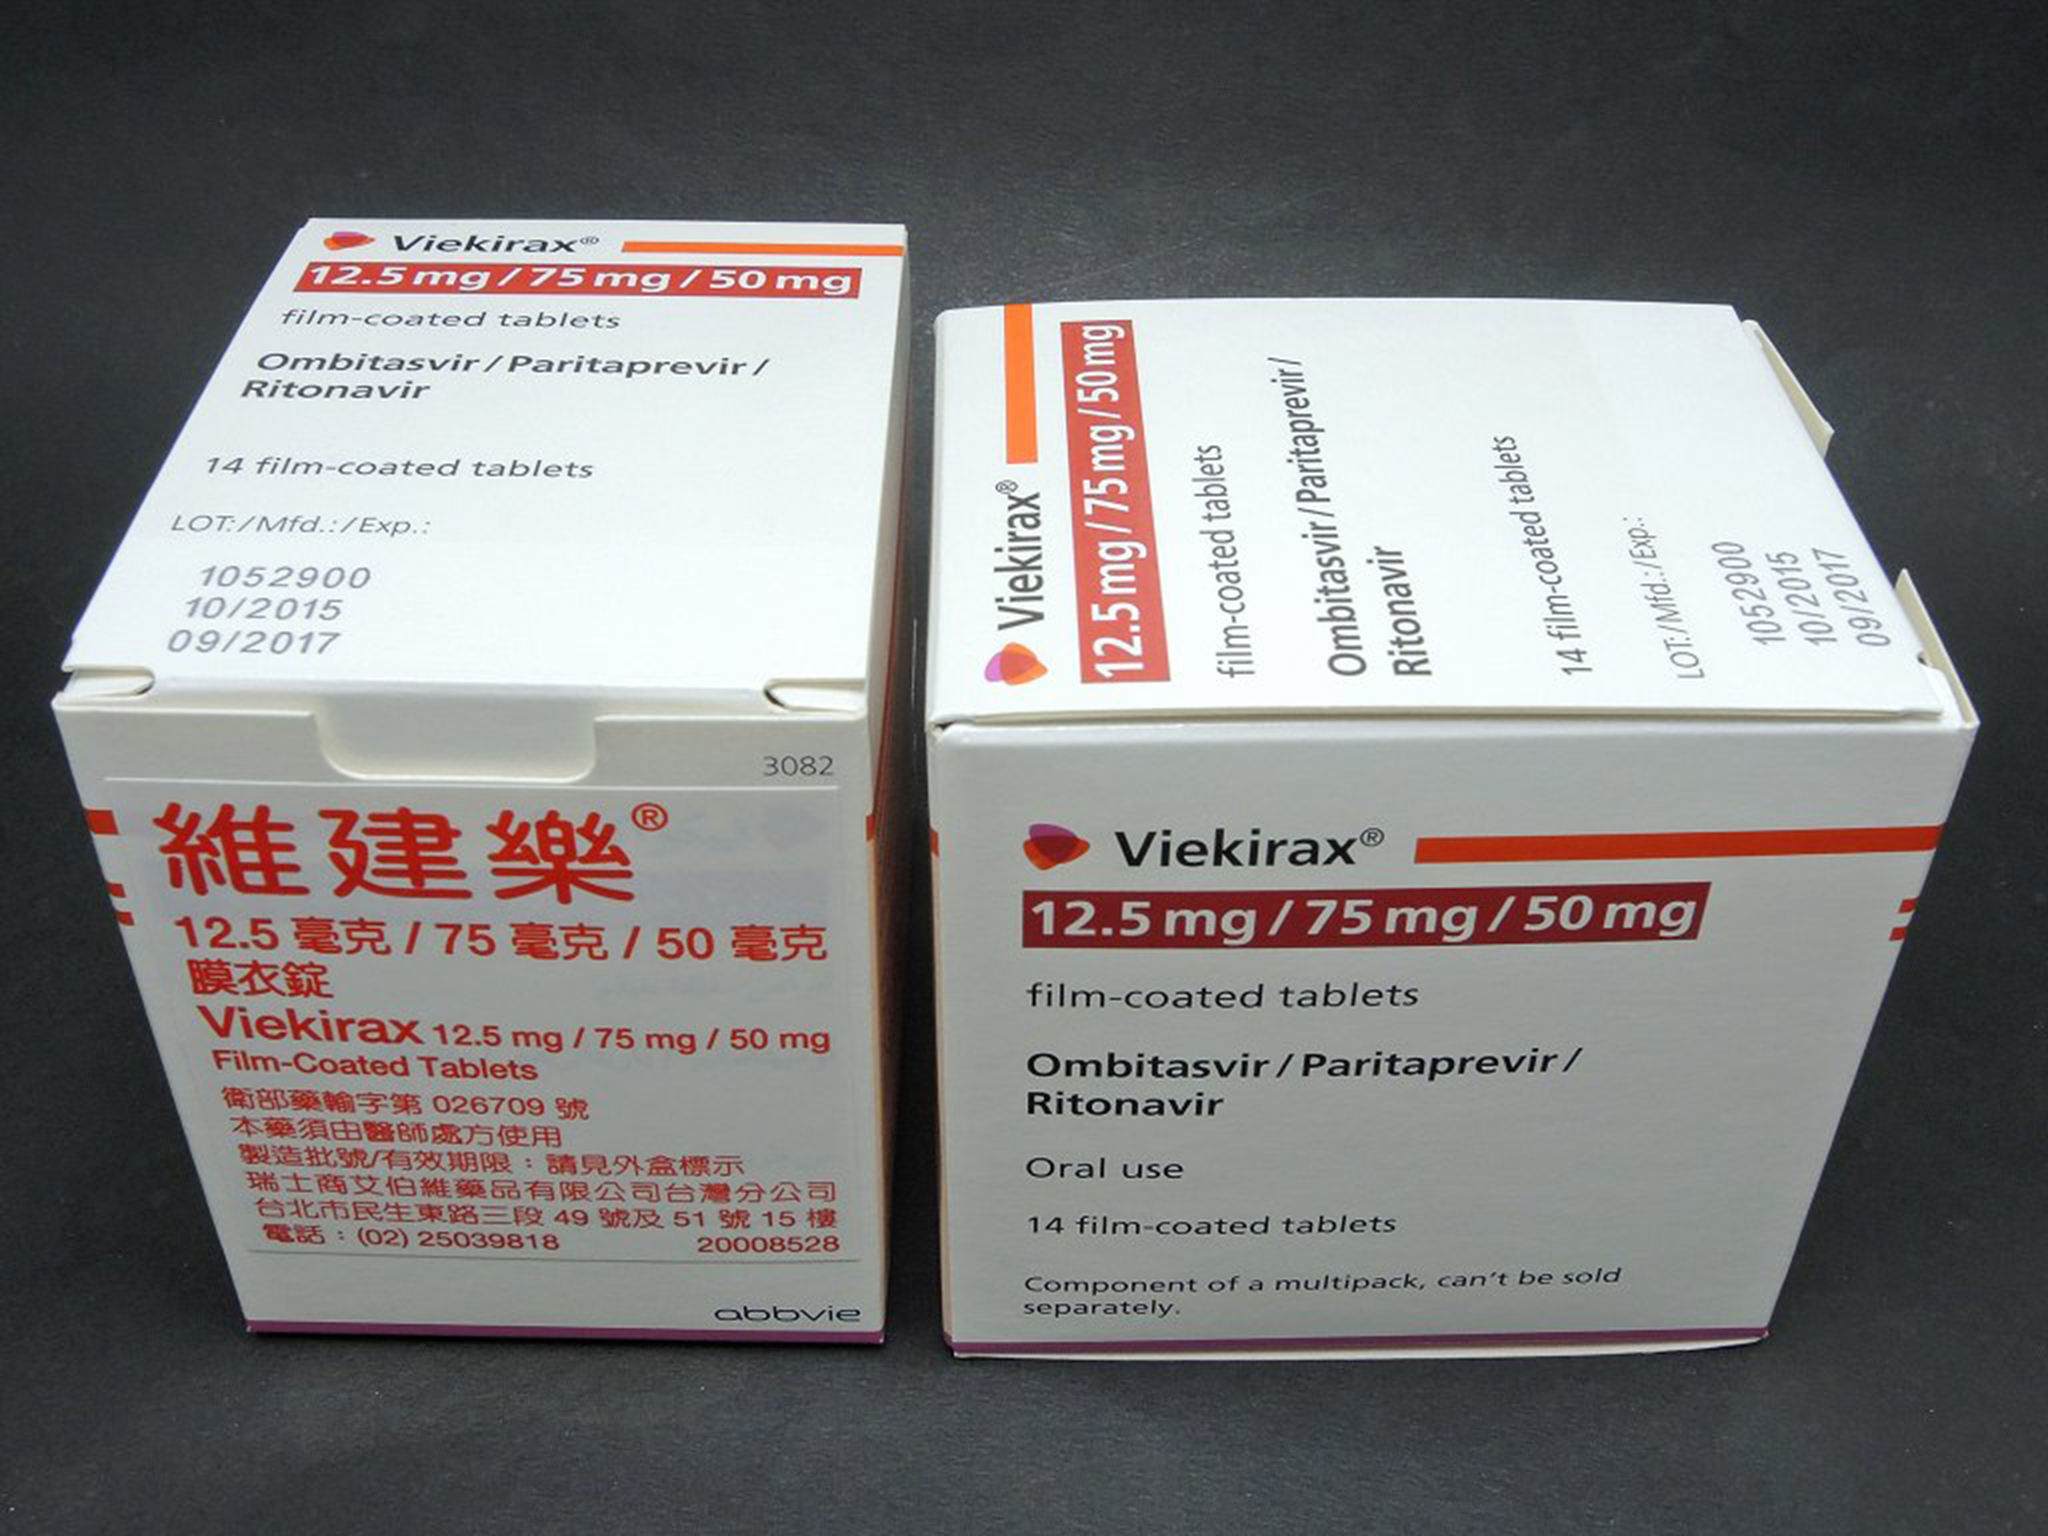 Viekirax®
12.5 mg / 75 mg / 50 mg
film-coated tablets
Ombitasvir / Paritaprevir /
Ritonavir
14 film-coated tablets
LOT:/Mfd.:/Exp.:
1052900
10/2015
09/2017
3082
維建樂®
12.5 毫克 / 75 毫克 / 50 毫克
膜衣錠
Viekirax 12.5 mg / 75 mg / 50 mg
Film-Coated Tablets
衛部藥輸字第 026709 號
本藥須由醫師處方使用
製造批號/有效期限：請見外盒標示
瑞士商艾伯維藥品有限公司台灣分公司
台北市民生東路三段 49 號及 51 號 15 樓
電話：(02) 25039818 20008528
abbvie
Viekirax®
12.5 mg / 75 mg / 50 mg
film-coated tablets
Ombitasvir / Paritaprevir /
Ritonavir
14 film-coated tablets
LOT:/Mfd.:/Exp.:
1052900
10/2015
09/2017
Viekirax®
12.5 mg / 75 mg / 50 mg
film-coated tablets
Ombitasvir / Paritaprevir /
Ritonavir
Oral use
14 film-coated tablets
Component of a multipack, can't be sold
separately.